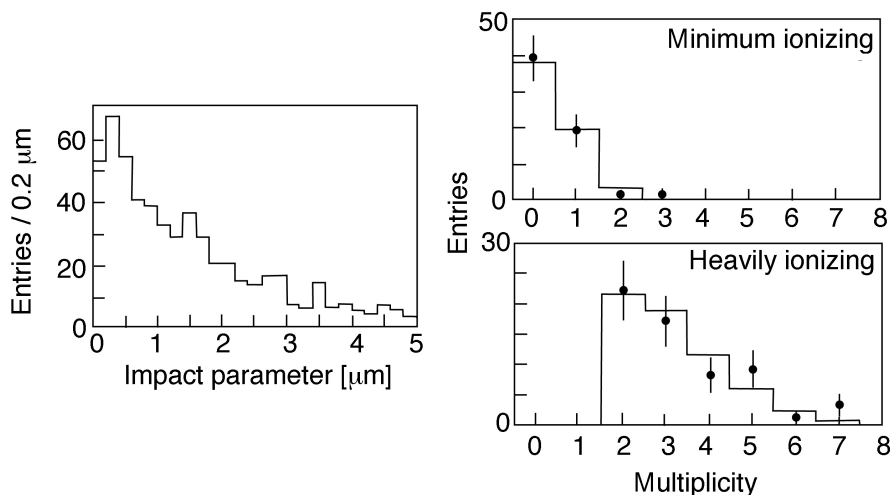 Entries / 0.2 μm
60
40
20
0
0 1 2 3 4 5
Impact parameter [μm]
Entries
50
Minimum ionizing
0
0 1 2 3 4 5 6 7 8
30
Heavily ionizing
0
0 1 2 3 4 5 6 7 8
Multiplicity